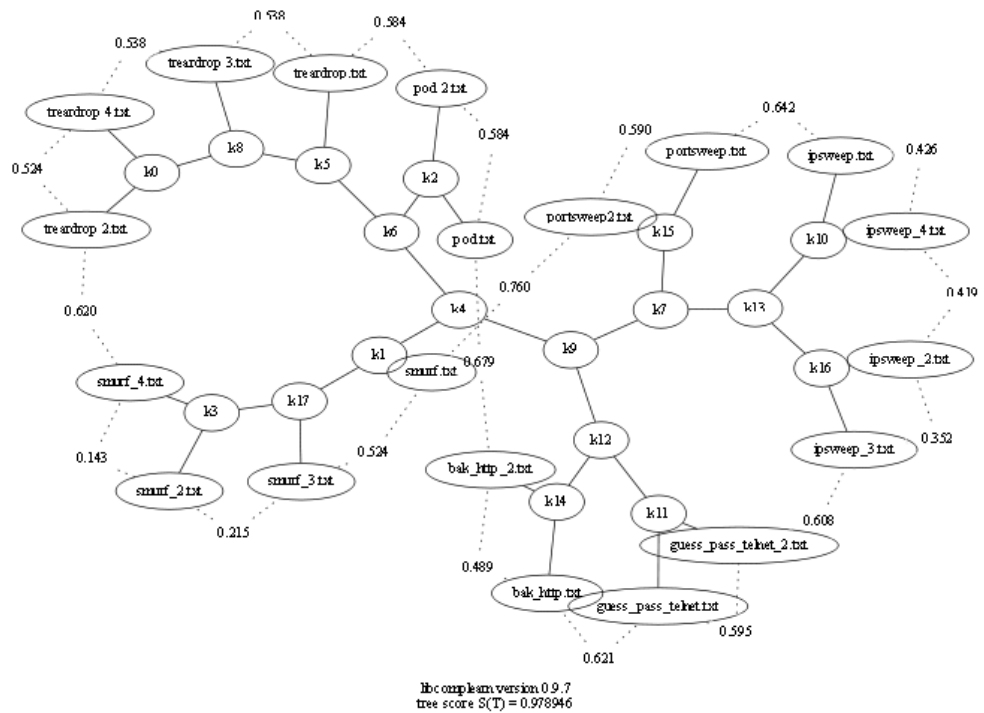 0.538
0.584
0.538
treardrop 3.txt
treardrop.txt
pod 2.txt
treardrop 4.txt
0.642
0.590
0.584
k8
portsweep.txt
ipsweep.txt
0.426
0.524
k0
k5
k2
treardrop 2.txt
portsweep2.txt
k15
k6
pod.txt
k10
ipsweep_4.txt
0.760
0.419
0.620
k4
k7
k13
k9
k1
smurf.txt
0.679
k16
ipsweep_2.txt
smurf_4.txt
k3
k17
0.143
0.524
k12
0.352
ipsweep_3.txt
smurf_2.txt
smurf_3.txt
bak_http_2.txt
k14
k11
0.215
0.608
guess_pass_telnet_2.txt
0.489
bak_http.txt
guess_pass_telnet.txt
0.595
0.621
libcomplearn version 0.9.7
tree score S(T) = 0.978946